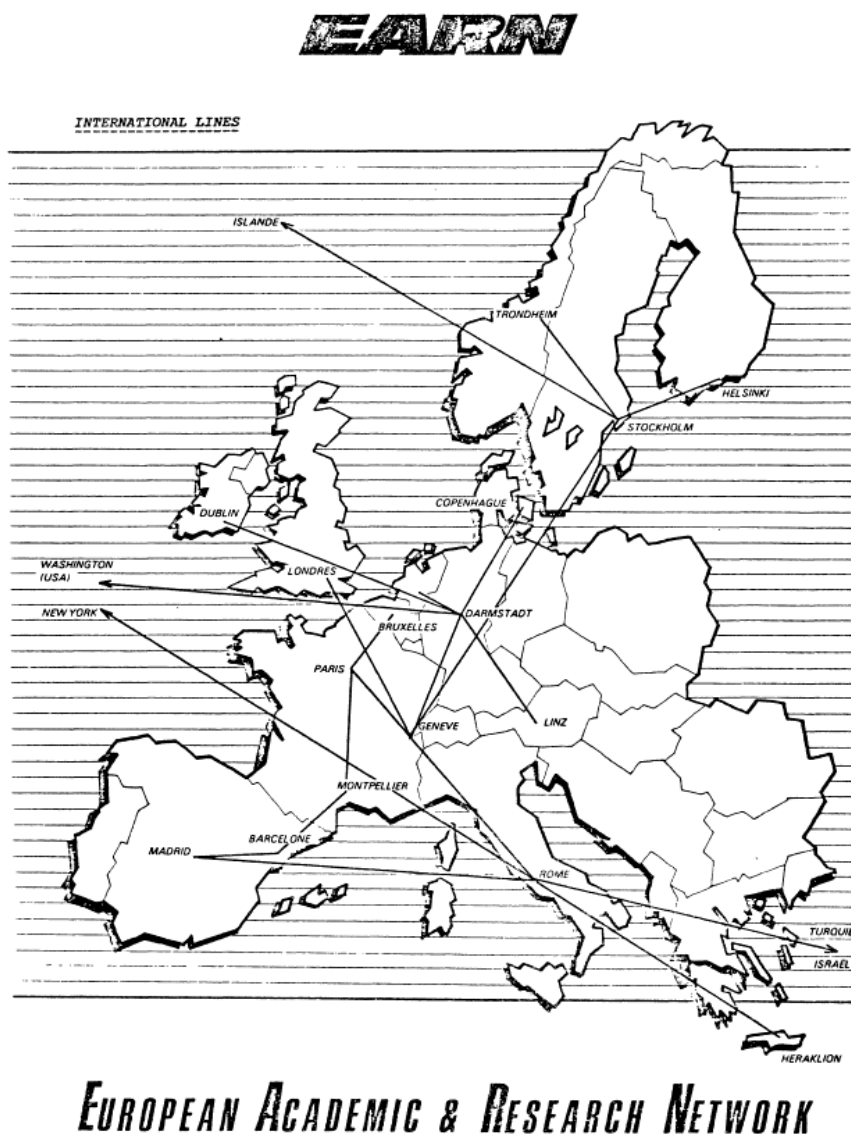 EARN
INTERNATIONAL LINES
ISLANDE
TRONDHEIM
HELSINKI
STOCKHOLM
COPENHAGUE
DUBLIN
WASHINGTON
(USA)
LONDRES
NEW YORK
DARMSTADT
BRUXELLES
PARIS
GENEVE
LINZ
MONTPELLIER
BARCELONE
MADRID
ROME
TURQUIE
ISRAEL
HERAKLION
EUROPEAN ACADEMIC & RESEARCH NETWORK